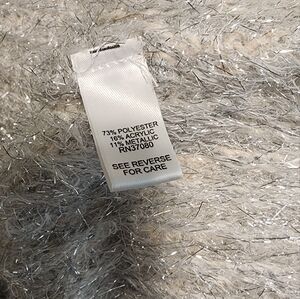 73% POLYESTER
16% ACRYLIC
11% METALLIC
RN37080
SEE REVERSE
FOR CARE